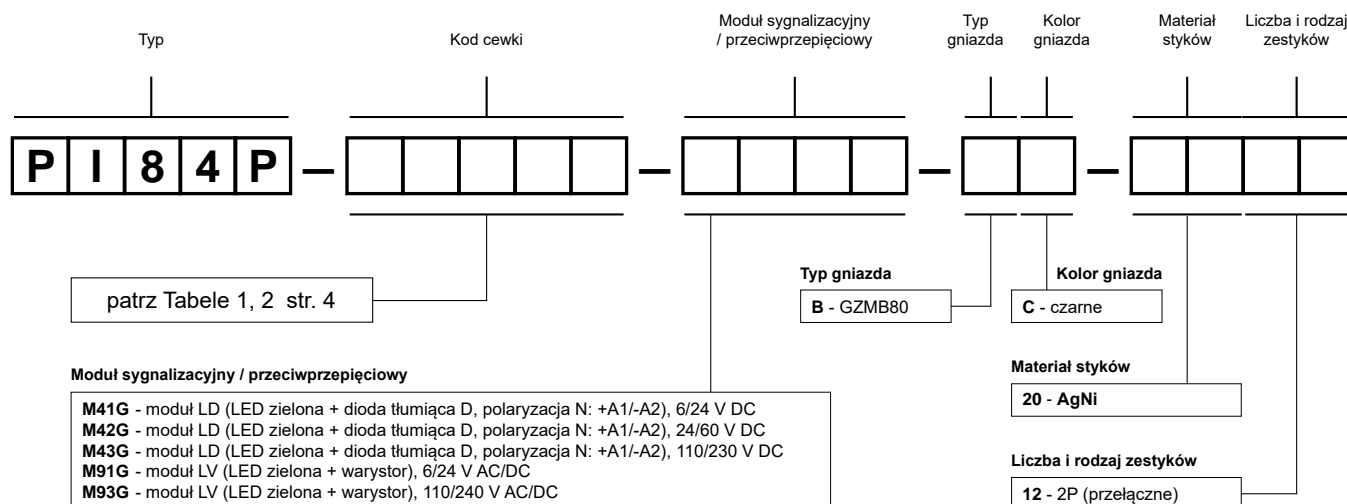 Typ
Kod cewki
Moduł sygnalizacyjny
/ przeciwprzepięciowy
Typ
gniazda
Kolor
gniazda
Materiał
styków
Liczba i rodzaj
zestyków
P I 8 4 P – – – –
patrz Tabele 1, 2 str. 4
Typ gniazda
B - GZMB80
Kolor gniazda
C - czarne
Moduł sygnalizacyjny / przeciwprzepięciowy
M41G - moduł LD (LED zielona + dioda tłumiąca D, polaryzacja N: +A1/-A2), 6/24 V DC
M42G - moduł LD (LED zielona + dioda tłumiąca D, polaryzacja N: +A1/-A2), 24/60 V DC
M43G - moduł LD (LED zielona + dioda tłumiąca D, polaryzacja N: +A1/-A2), 110/230 V DC
M91G - moduł LV (LED zielona + warystor), 6/24 V AC/DC
M93G - moduł LV (LED zielona + warystor), 110/240 V AC/DC
Materiał styków
20 - AgNi
Liczba i rodzaj zestyków
12 - 2P (przełączne)